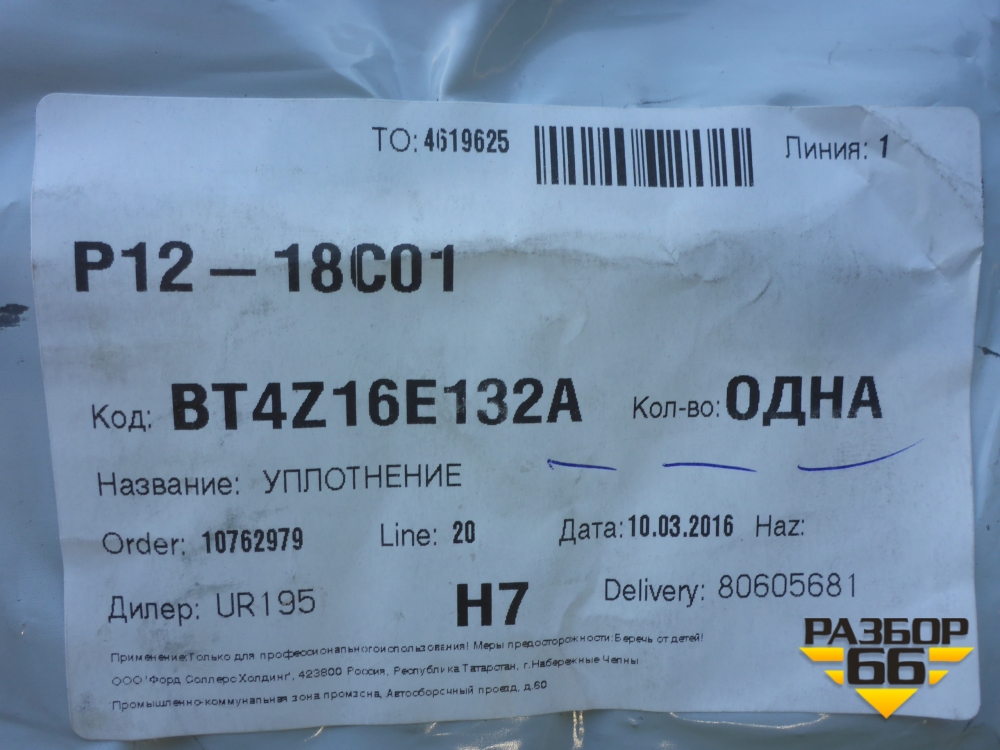 ТО: 4619625 Линия: 1
P12 – 18C01
Код: BT4Z16E132A Кол-во: ОДНА
Название: УПЛОТНЕНИЕ
Order: 10762979 Line: 20 Дата: 10.03.2016 Haz:
Дилер: UR195 H7 Delivery: 80605681
Применение:Только для профессионального использования! Меры предосторожности: Беречь от детей!
ООО 'Форд Соллерс Холдинг', 423800 Россия, Республика Татарстан, г.Набережные Челны
Промышленно-коммунальная зона промзона, Автосборочный проезд, д.60
РАЗБОР
66